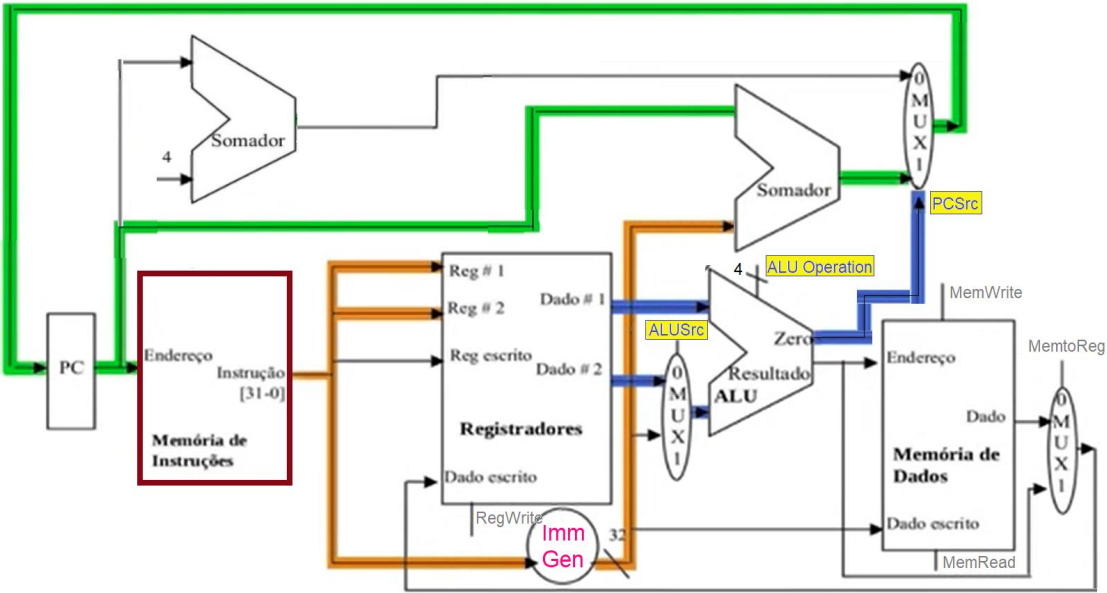 4
Somador
0
M
U
X
1
Somador
PCSrc
4
ALU Operation
MemWrite
PC
Endereço
Instrução
[31-0]
Memória de
Instruções
Reg # 1
Reg # 2
Reg escrito
Dado # 1
Dado # 2
Registradores
Dado escrito
RegWrite
Imm
Gen
32
ALUSrc
0
M
U
X
1
Zero
Resultado
ALU
Endereço
Dado
Memória de
Dados
Dado escrito
MemRead
MemtoReg
0
M
U
X
1